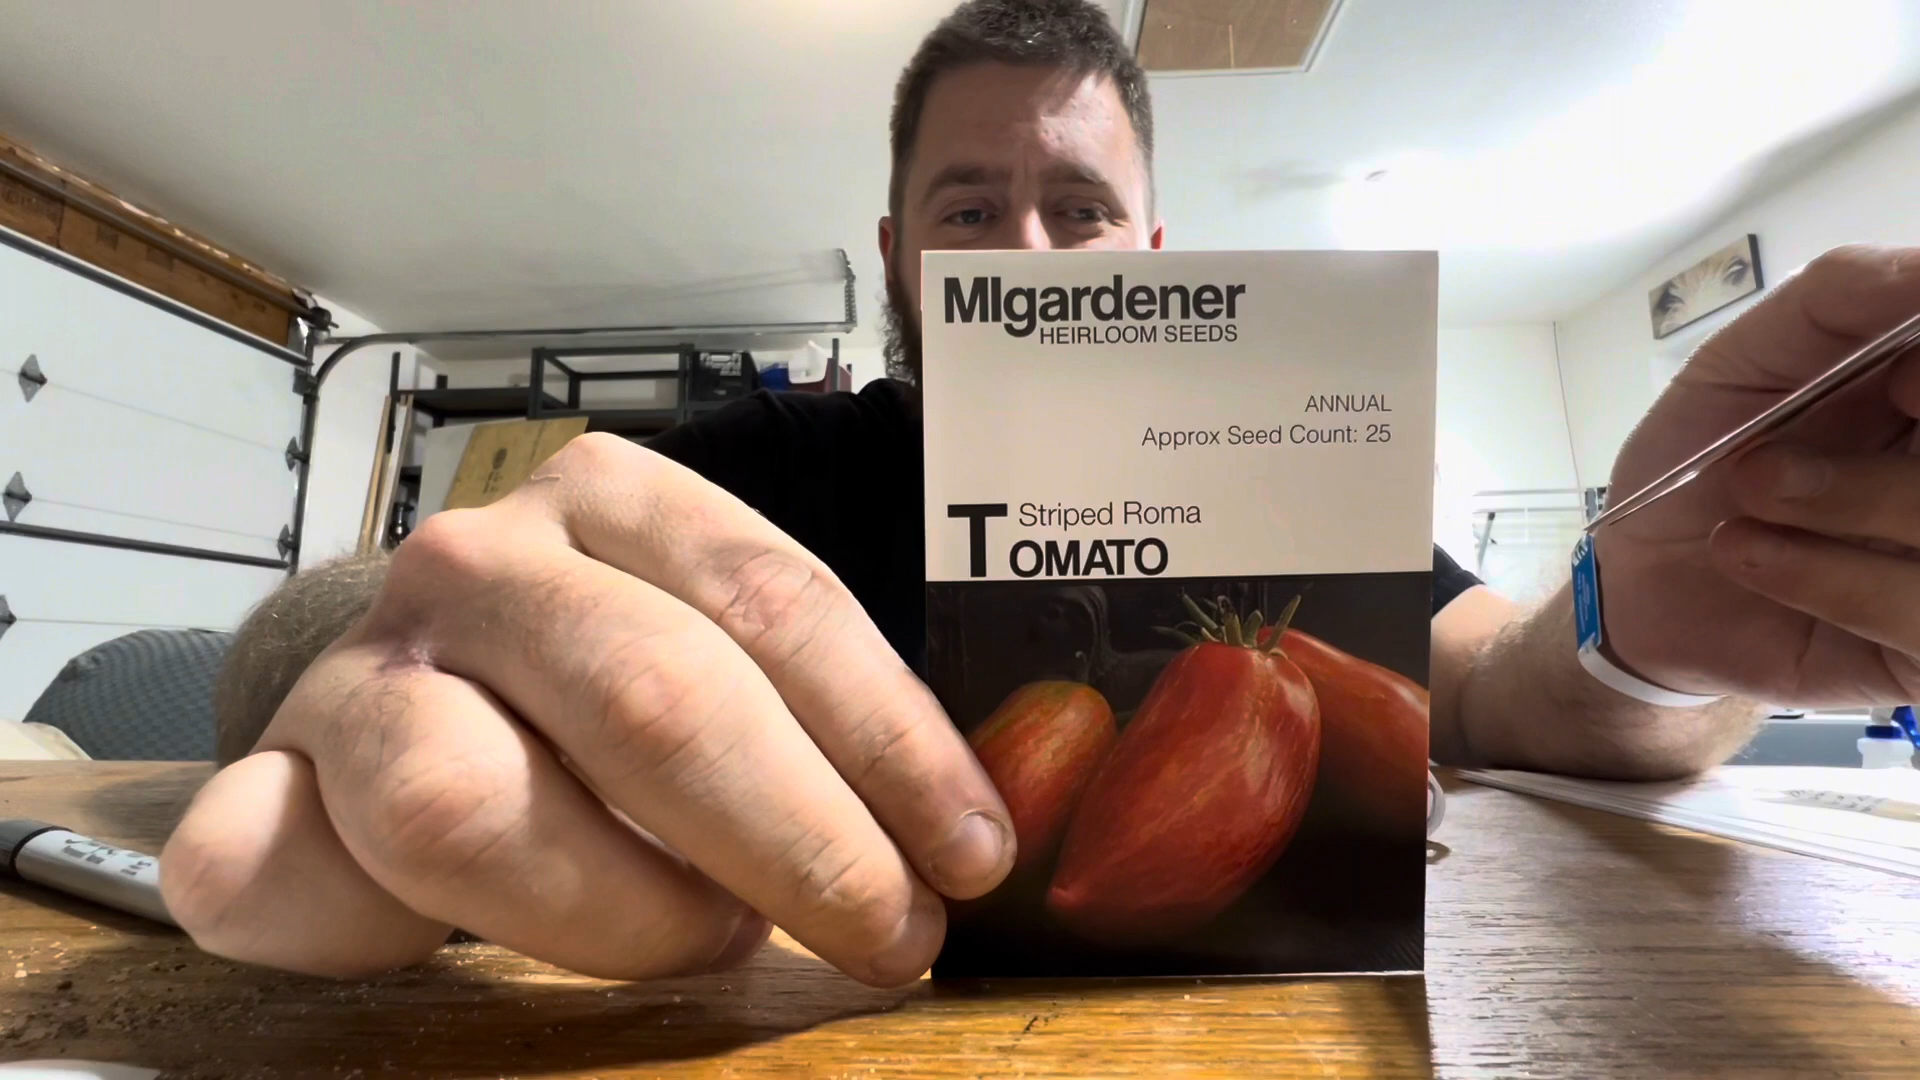 MIgardener
HEIRLOOM SEEDS
ANNUAL
Approx Seed Count: 25
Striped Roma
TOMATO